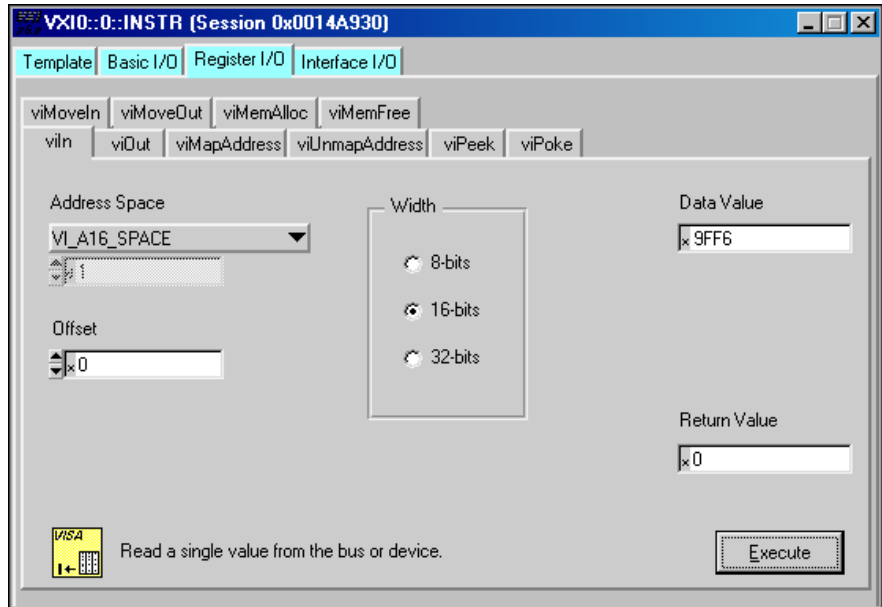 VXI0::0::INSTR (Session 0x0014A930)
Template Basic I/O Register I/O Interface I/O
viMoveIn viMoveOut viMemAlloc viMemFree
viIn viOut viMapAddress viUnmapAddress viPeek viPoke
Address Space Width Data Value
VI_A16_SPACE x 9FF6
1 8-bits
16-bits
Offset
x 0 32-bits
Return Value
x 0
VISA
Read a single value from the bus or device. Execute